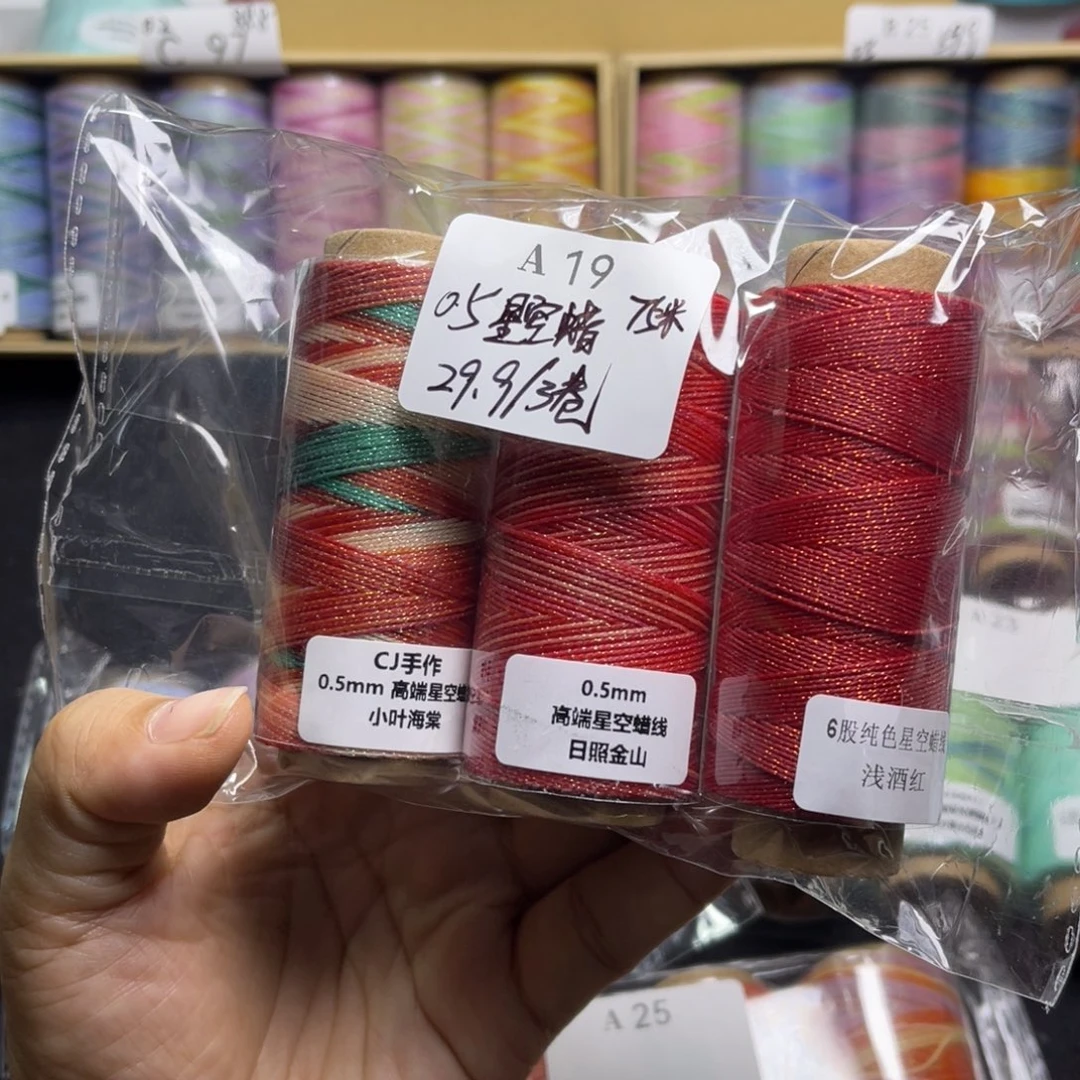 C 97
A 19
0.5星空腊 75米
29.9/3卷
CJ手作
0.5mm 高端星空蜡
小叶海棠
0.5mm
高端星空蜡线
日照金山
6股纯色星空蜡线
浅酒红
A 25